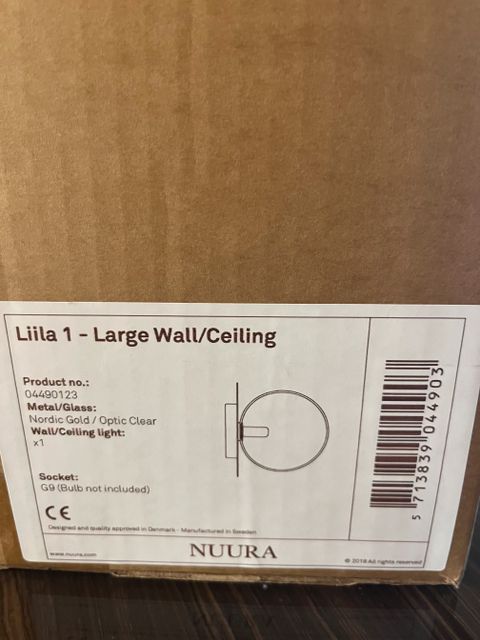 Liila 1 - Large Wall/Ceiling
Product no.:
04490123
Metal/Glass:
Nordic Gold / Optic Clear
Wall/Ceiling light:
x1
Socket:
G9 (Bulb not included)
CE
Designed and quality approved in Denmark - Manufactured in Sweden
www.nuura.com
NUURA
© 2018 All rights reserved
5 713839 044903